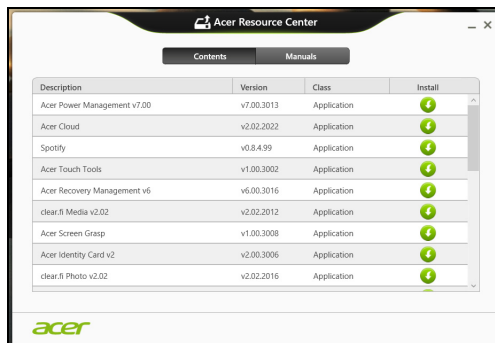 Acer Resource Center
Contents Manuals
Description Version Class Install
Acer Power Management v7.00 v7.00.3013 Application
Acer Cloud v2.02.2022 Application
Spotify v0.8.4.99 Application
Acer Touch Tools v1.00.3002 Application
Acer Recovery Management v6 v6.00.3016 Application
clear.fi Media v2.02 v2.02.2012 Application
Acer Screen Grasp v1.00.3008 Application
Acer Identity Card v2 v2.00.3006 Application
clear.fi Photo v2.02 v2.02.2016 Application
acer